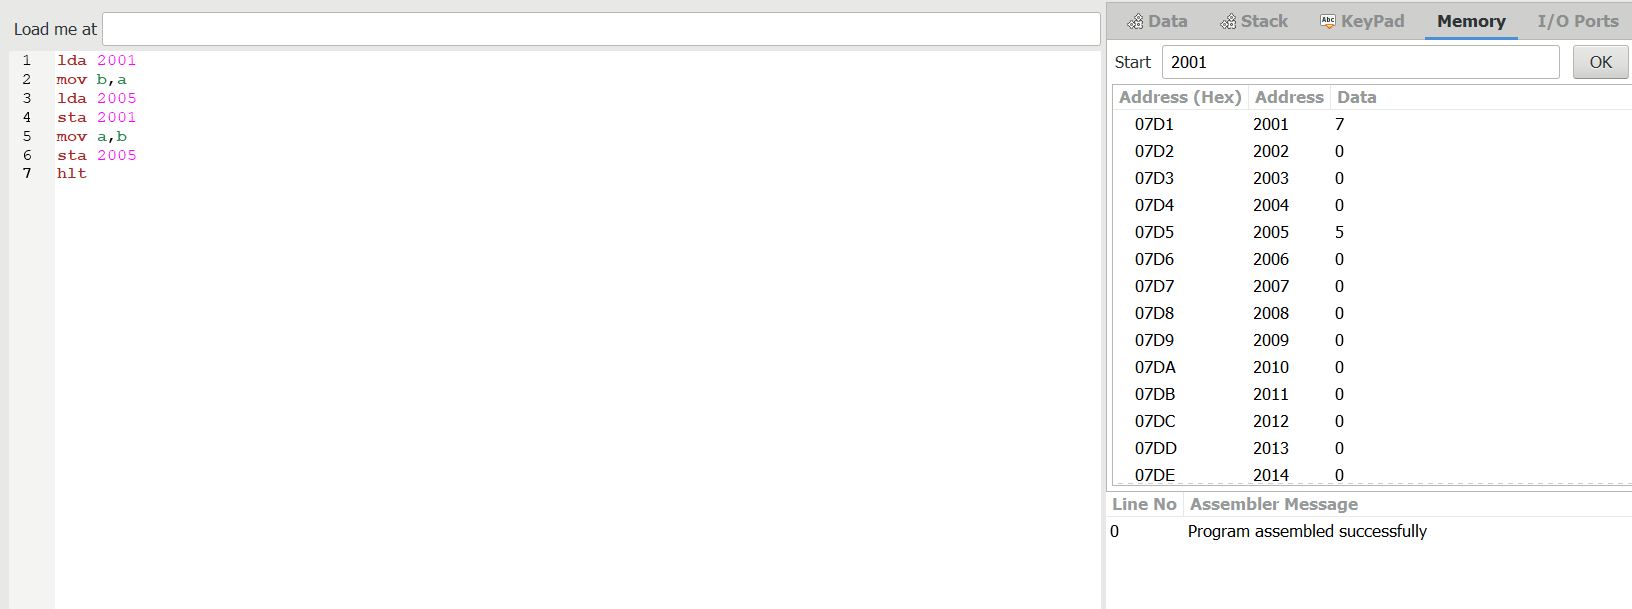 Load me at
1 lda 2001
2 mov b,a
3 lda 2005
4 sta 2001
5 mov a,b
6 sta 2005
7 hlt
Data Stack Abc KeyPad Memory I/O Ports
Start 2001 OK
Address (Hex) Address Data
07D1 2001 7
07D2 2002 0
07D3 2003 0
07D4 2004 0
07D5 2005 5
07D6 2006 0
07D7 2007 0
07D8 2008 0
07D9 2009 0
07DA 2010 0
07DB 2011 0
07DC 2012 0
07DD 2013 0
07DE 2014 0
Line No Assembler Message
0 Program assembled successfully